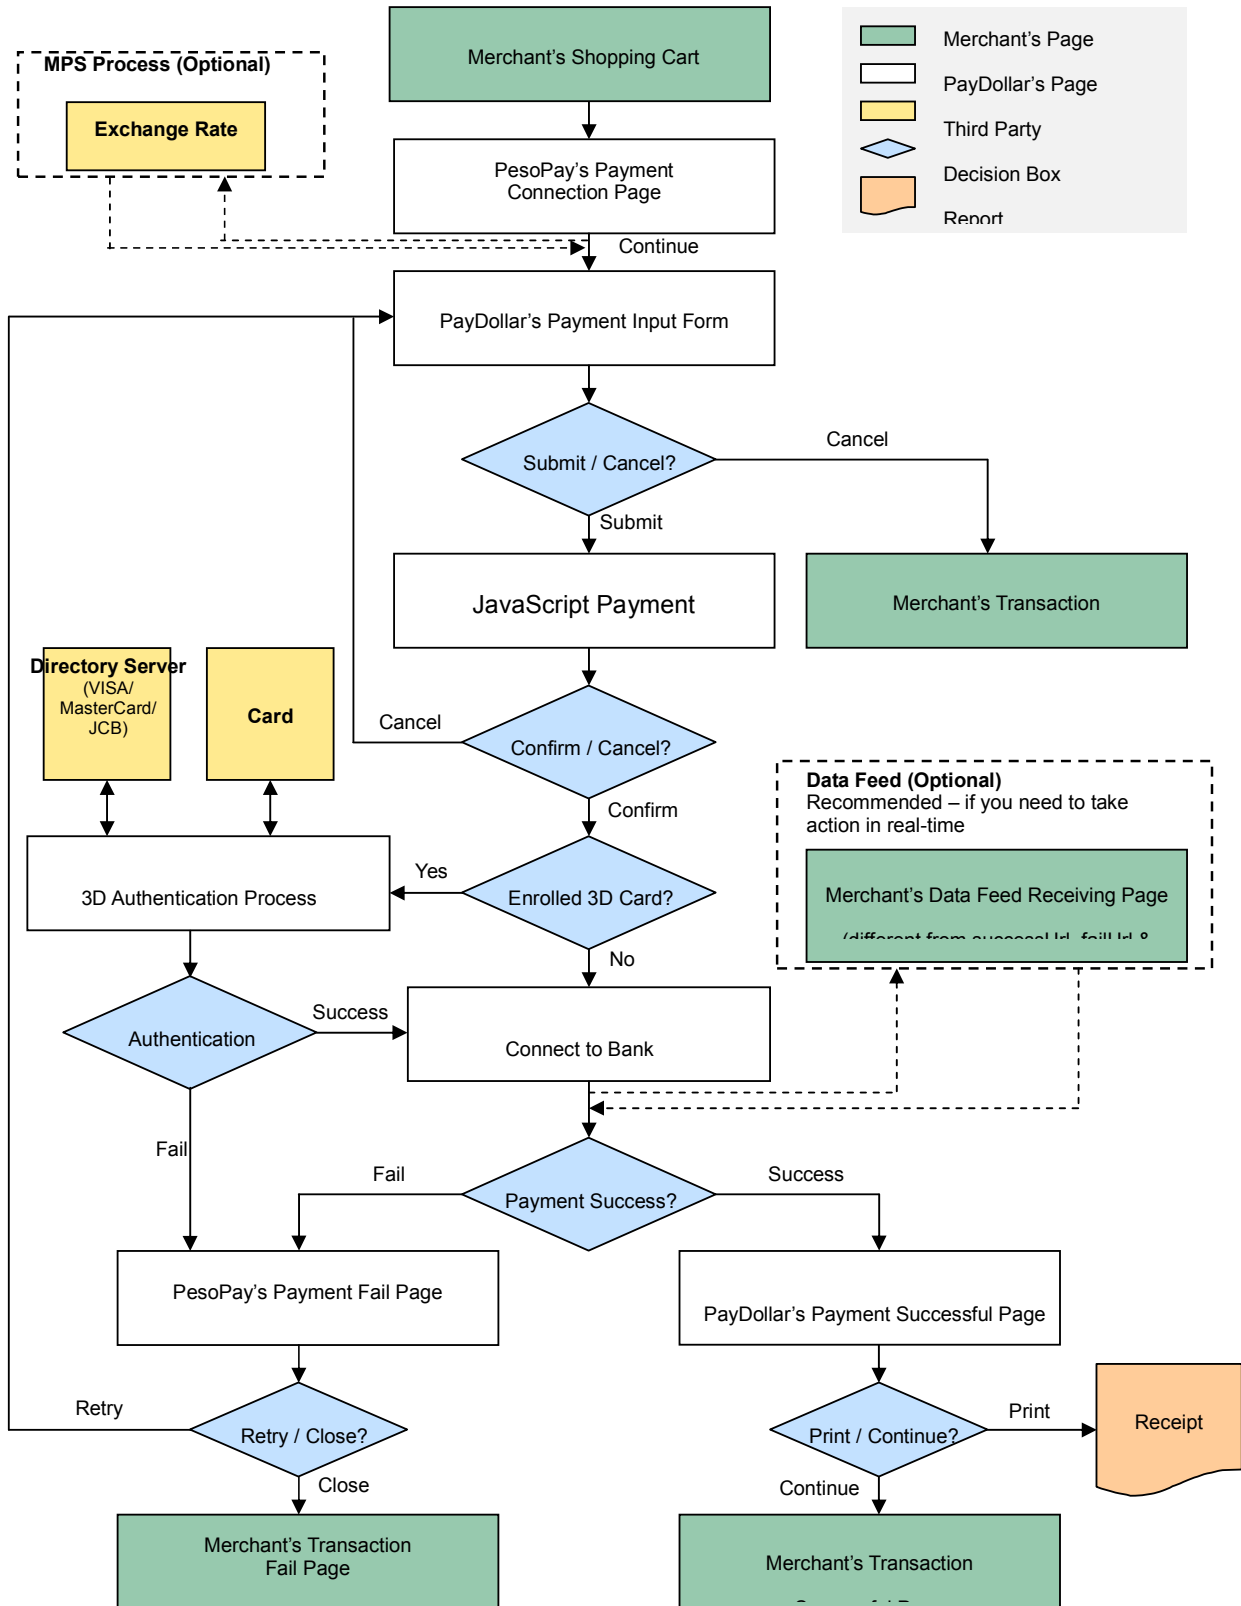 Merchant's Shopping Cart
Merchant's Page
PayDollar's Page
Third Party
Decision Box
Report
MPS Process (Optional)
Exchange Rate
PesoPay's Payment
Connection Page
Continue
PayDollar's Payment Input Form
Submit / Cancel?
Cancel
Submit
JavaScript Payment
Merchant's Transaction
Directory Server
(VISA/
MasterCard/
JCB)
Card
Cancel
Confirm / Cancel?
Confirm
Data Feed (Optional)
Recommended – if you need to take
action in real-time
Merchant's Data Feed Receiving Page
(different from successUrl, failUrl &
Yes
Enrolled 3D Card?
3D Authentication Process
No
Authentication
Success
Connect to Bank
Fail
Fail
Payment Success?
Success
PesoPay's Payment Fail Page
PayDollar's Payment Successful Page
Retry
Retry / Close?
Close
Print / Continue?
Print
Receipt
Continue
Merchant's Transaction
Fail Page
Merchant's Transaction